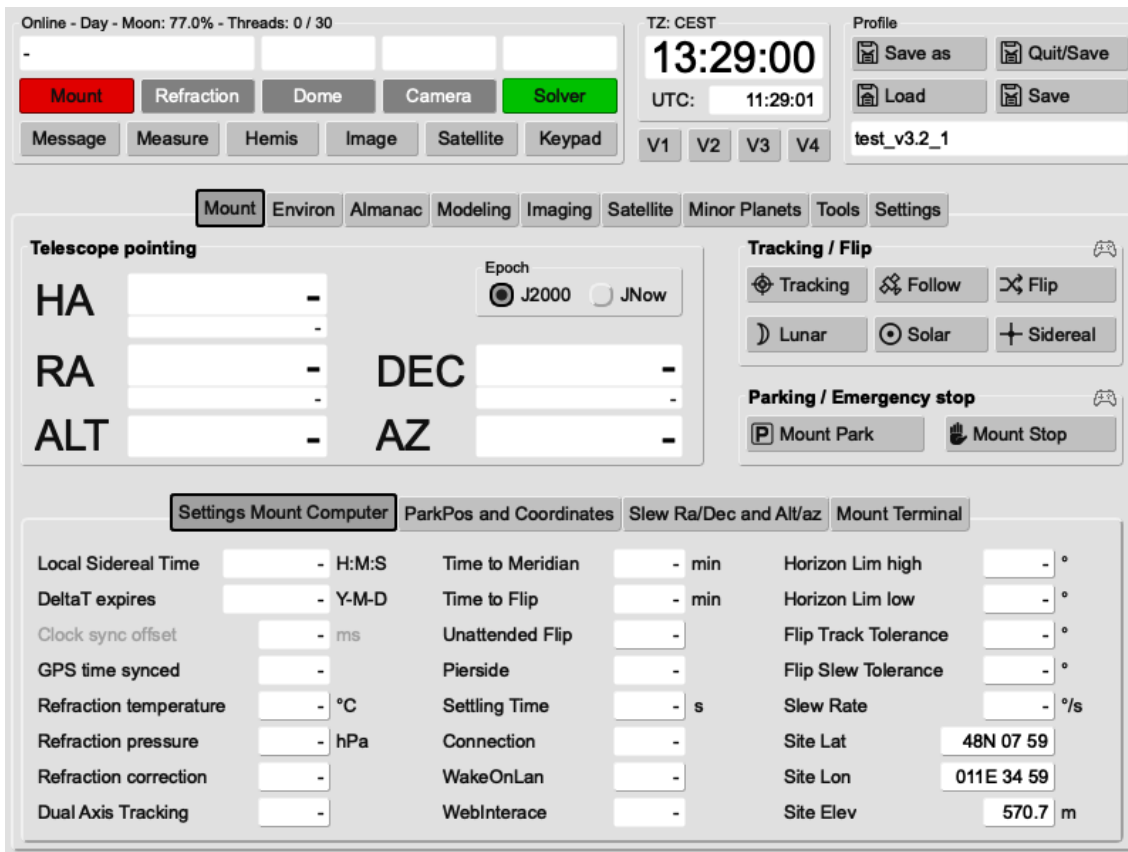 Online - Day - Moon: 77.0% - Threads: 0 / 30
-
Mount Refraction Dome Camera Solver
Message Measure Hemis Image Satellite Keypad
TZ: CEST
13:29:00
UTC: 11:29:01
V1 V2 V3 V4
Profile
Save as Quit/Save
Load Save
test_v3.2_1
Mount Environ Almanac Modeling Imaging Satellite Minor Planets Tools Settings
Telescope pointing
Epoch
J2000 JNow
HA -
-
RA - DEC -
- -
ALT - AZ -
Tracking / Flip
Tracking Follow Flip
Lunar Solar Sidereal
Parking / Emergency stop
P Mount Park Mount Stop
Settings Mount Computer ParkPos and Coordinates Slew Ra/Dec and Alt/az Mount Terminal
Local Sidereal Time - H:M:S Time to Meridian - min Horizon Lim high - °
DeltaT expires - Y-M-D Time to Flip - min Horizon Lim low - °
Clock sync offset - ms Unattended Flip - Flip Track Tolerance - °
GPS time synced - Pierside - Flip Slew Tolerance - °
Refraction temperature - °C Settling Time - s Slew Rate - °/s
Refraction pressure - hPa Connection - Site Lat 48N 07 59
Refraction correction - WakeOnLan - Site Lon 011E 34 59
Dual Axis Tracking - WebInterace - Site Elev 570.7 m